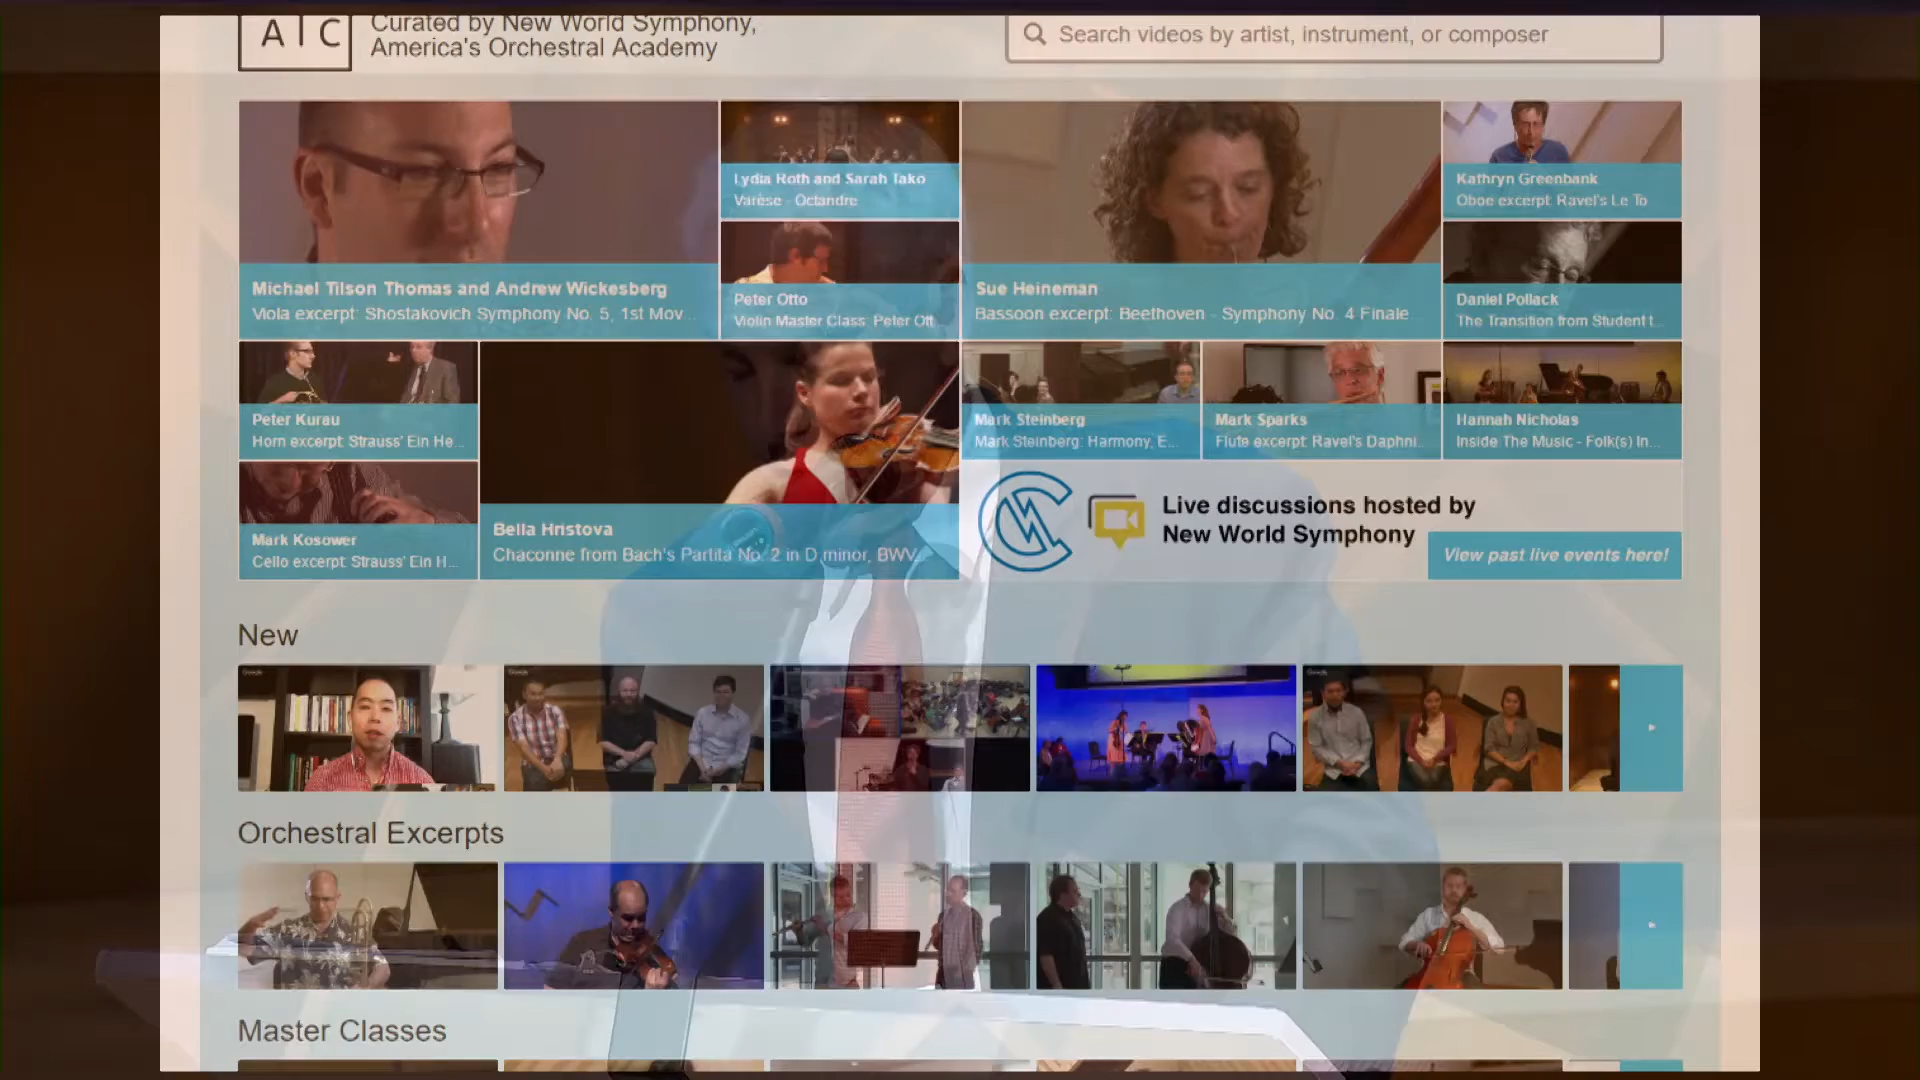 AIC
Curated by New World Symphony,
America's Orchestral Academy
Search videos by artist, instrument, or composer
Michael Tilson Thomas and Andrew Wickesberg
Viola excerpt: Shostakovich Symphony No. 5, 1st Mov...
Lydia Roth and Sarah Tako
Varèse - Octandre
Peter Otto
Violin Master Class: Peter Ott...
Sue Heineman
Bassoon excerpt: Beethoven - Symphony No. 4 Finale
Kathryn Greenbank
Oboe excerpt: Ravel's Le To
Daniel Pollack
The Transition from Student t...
Peter Kurau
Horn excerpt: Strauss' Ein He...
Mark Kosower
Cello excerpt: Strauss' Ein H...
Bella Hristova
Chaconne from Bach's Partita No. 2 in D minor, BWV
Mark Steinberg
Mark Steinberg: Harmony, E...
Mark Sparks
Flute excerpt: Ravel's Daphni...
Hannah Nicholas
Inside The Music - Folk(s) In...
Live discussions hosted by
New World Symphony
View past live events here!
New
Orchestral Excerpts
Master Classes